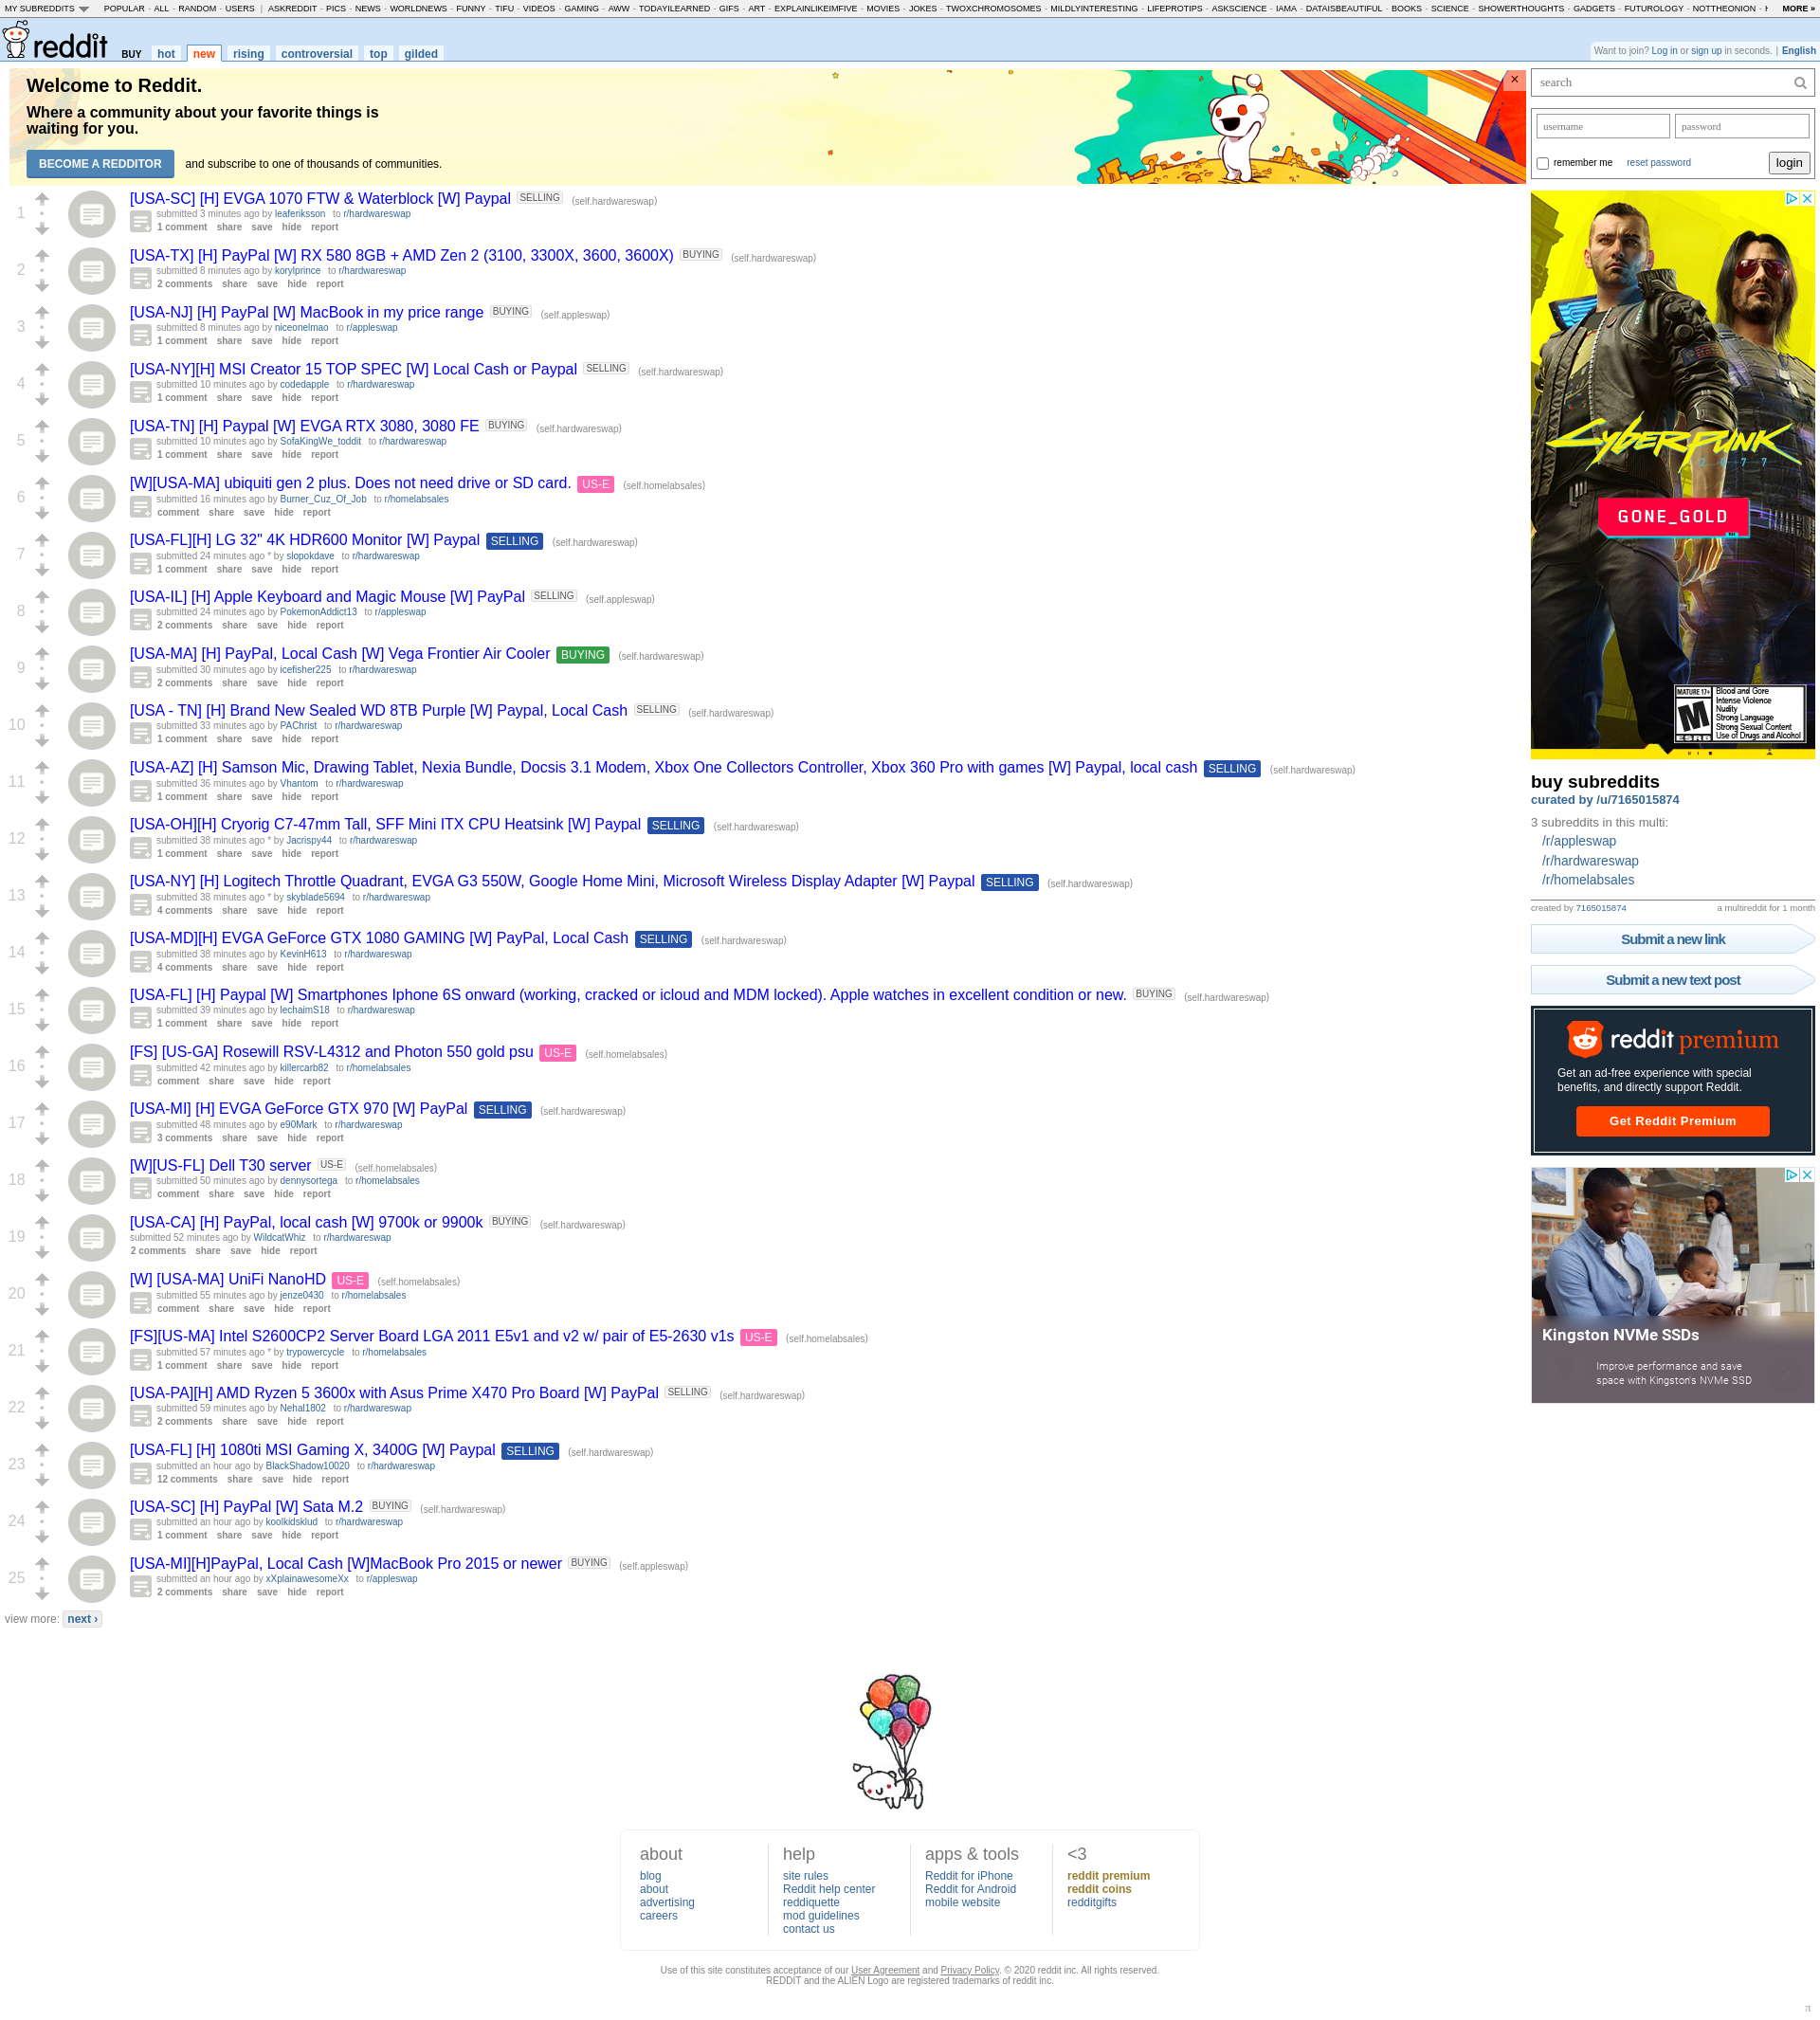 MY SUBREDDITS POPULAR - ALL - RANDOM - USERS | ASKREDDIT - PICS - NEWS - WORLDNEWS - FUNNY - TIFU - VIDEOS - GAMING - AWW - TODAYILEARNED - GIFS - ART - EXPLAINLIKEIMFIVE - MOVIES - JOKES - TWOXCHROMOSOMES - MILDLYINTERESTING - LIFEPROTIPS - ASKSCIENCE - IAMA - DATAISBEAUTIFUL - BOOKS - SCIENCE - SHOWERTHOUGHTS - GADGETS - FUTUROLOGY - NOTTHEONION - MORE »
reddit BUY hot new rising controversial top gilded
Want to join? Log in or sign up in seconds. | English
Welcome to Reddit.
Where a community about your favorite things is
waiting for you.
BECOME A REDDITOR and subscribe to one of thousands of communities.
×
1
[USA-SC] [H] EVGA 1070 FTW & Waterblock [W] Paypal SELLING (self.hardwareswap)
submitted 3 minutes ago by leaferiksson to r/hardwareswap
1 comment share save hide report
2
[USA-TX] [H] PayPal [W] RX 580 8GB + AMD Zen 2 (3100, 3300X, 3600, 3600X) BUYING (self.hardwareswap)
submitted 8 minutes ago by korylprince to r/hardwareswap
2 comments share save hide report
3
[USA-NJ] [H] PayPal [W] MacBook in my price range BUYING (self.appleswap)
submitted 8 minutes ago by niceonelmao to r/appleswap
1 comment share save hide report
4
[USA-NY][H] MSI Creator 15 TOP SPEC [W] Local Cash or Paypal SELLING (self.hardwareswap)
submitted 10 minutes ago by codedapple to r/hardwareswap
1 comment share save hide report
5
[USA-TN] [H] Paypal [W] EVGA RTX 3080, 3080 FE BUYING (self.hardwareswap)
submitted 10 minutes ago by SofaKingWe_toddit to r/hardwareswap
1 comment share save hide report
6
[W][USA-MA] ubiquiti gen 2 plus. Does not need drive or SD card. US-E (self.homelabsales)
submitted 16 minutes ago by Burner_Cuz_Of_Job to r/homelabsales
comment share save hide report
7
[USA-FL][H] LG 32" 4K HDR600 Monitor [W] Paypal SELLING (self.hardwareswap)
submitted 24 minutes ago * by slopokdave to r/hardwareswap
1 comment share save hide report
8
[USA-IL] [H] Apple Keyboard and Magic Mouse [W] PayPal SELLING (self.appleswap)
submitted 24 minutes ago by PokemonAddict13 to r/appleswap
2 comments share save hide report
9
[USA-MA] [H] PayPal, Local Cash [W] Vega Frontier Air Cooler BUYING (self.hardwareswap)
submitted 30 minutes ago by icefisher225 to r/hardwareswap
2 comments share save hide report
10
[USA - TN] [H] Brand New Sealed WD 8TB Purple [W] Paypal, Local Cash SELLING (self.hardwareswap)
submitted 33 minutes ago by PAChrist to r/hardwareswap
1 comment share save hide report
11
[USA-AZ] [H] Samson Mic, Drawing Tablet, Nexia Bundle, Docsis 3.1 Modem, Xbox One Collectors Controller, Xbox 360 Pro with games [W] Paypal, local cash SELLING (self.hardwareswap)
submitted 36 minutes ago by Vhantom to r/hardwareswap
1 comment share save hide report
12
[USA-OH][H] Cryorig C7-47mm Tall, SFF Mini ITX CPU Heatsink [W] Paypal SELLING (self.hardwareswap)
submitted 38 minutes ago * by Jacrispy44 to r/hardwareswap
1 comment share save hide report
13
[USA-NY] [H] Logitech Throttle Quadrant, EVGA G3 550W, Google Home Mini, Microsoft Wireless Display Adapter [W] Paypal SELLING (self.hardwareswap)
submitted 38 minutes ago * by skyblade5694 to r/hardwareswap
4 comments share save hide report
14
[USA-MD][H] EVGA GeForce GTX 1080 GAMING [W] PayPal, Local Cash SELLING (self.hardwareswap)
submitted 38 minutes ago by KevinH613 to r/hardwareswap
4 comments share save hide report
15
[USA-FL] [H] Paypal [W] Smartphones Iphone 6S onward (working, cracked or icloud and MDM locked). Apple watches in excellent condition or new. BUYING (self.hardwareswap)
submitted 39 minutes ago by lechaimS18 to r/hardwareswap
1 comment share save hide report
16
[FS] [US-GA] Rosewill RSV-L4312 and Photon 550 gold psu US-E (self.homelabsales)
submitted 42 minutes ago by killercarb82 to r/homelabsales
comment share save hide report
17
[USA-MI] [H] EVGA GeForce GTX 970 [W] PayPal SELLING (self.hardwareswap)
submitted 48 minutes ago by e90Mark to r/hardwareswap
3 comments share save hide report
18
[W][US-FL] Dell T30 server US-E (self.homelabsales)
submitted 50 minutes ago by dennysortega to r/homelabsales
comment share save hide report
19
[USA-CA] [H] PayPal, local cash [W] 9700k or 9900k BUYING (self.hardwareswap)
submitted 52 minutes ago by WildcatWhiz to r/hardwareswap
2 comments share save hide report
20
[W] [USA-MA] UniFi NanoHD US-E (self.homelabsales)
submitted 55 minutes ago by jenze0430 to r/homelabsales
comment share save hide report
21
[FS][US-MA] Intel S2600CP2 Server Board LGA 2011 E5v1 and v2 w/ pair of E5-2630 v1s US-E (self.homelabsales)
submitted 57 minutes ago * by trypowercycle to r/homelabsales
1 comment share save hide report
22
[USA-PA][H] AMD Ryzen 5 3600x with Asus Prime X470 Pro Board [W] PayPal SELLING (self.hardwareswap)
submitted 59 minutes ago by Nehal1802 to r/hardwareswap
2 comments share save hide report
23
[USA-FL] [H] 1080ti MSI Gaming X, 3400G [W] Paypal SELLING (self.hardwareswap)
submitted an hour ago by BlackShadow10020 to r/hardwareswap
12 comments share save hide report
24
[USA-SC] [H] PayPal [W] Sata M.2 BUYING (self.hardwareswap)
submitted an hour ago by koolkidsklud to r/hardwareswap
1 comment share save hide report
25
[USA-MI][H]PayPal, Local Cash [W]MacBook Pro 2015 or newer BUYING (self.appleswap)
submitted an hour ago by xXplainawesomeXx to r/appleswap
2 comments share save hide report
view more: next ›
search
username password
remember me reset password login
CYBERPUNK
2077
GONE_GOLD
MATURE 17+
M
ESRB
Blood and Gore
Intense Violence
Nudity
Strong Language
Strong Sexual Content
Use of Drugs and Alcohol
buy subreddits
curated by /u/7165015874
3 subreddits in this multi:
/r/appleswap
/r/hardwareswap
/r/homelabsales
created by 7165015874 a multireddit for 1 month
Submit a new link
Submit a new text post
reddit premium
Get an ad-free experience with special
benefits, and directly support Reddit.
Get Reddit Premium
Kingston NVMe SSDs
Improve performance and save
space with Kingston's NVMe SSD
about
blog
about
advertising
careers
help
site rules
Reddit help center
reddiquette
mod guidelines
contact us
apps & tools
Reddit for iPhone
Reddit for Android
mobile website
<3
reddit premium
reddit coins
redditgifts
Use of this site constitutes acceptance of our User Agreement and Privacy Policy. © 2020 reddit inc. All rights reserved.
REDDIT and the ALIEN Logo are registered trademarks of reddit inc.
π